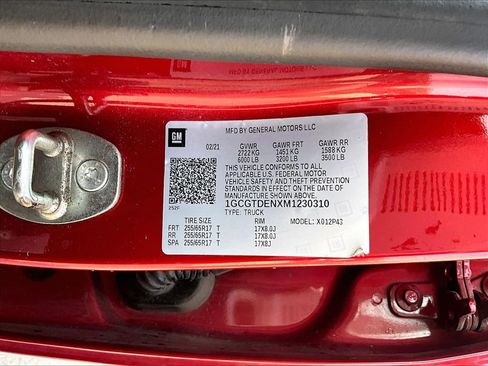 GM
MFD BY GENERAL MOTORS LLC
02/21 GVWR GAWR FRT GAWR RR
2722 KG 1451 KG 1588 KG
6000 LB 3200 LB 3500 LB
THIS VEHICLE CONFORMS TO ALL
APPLICABLE U.S. FEDERAL MOTOR
VEHICLE SAFETY AND THEFT PREVENTION
STANDARDS IN EFFECT ON THE DATE OF
MANUFACTURE SHOWN ABOVE.
1GCGTDENXM1230310
252F TYPE: TRUCK
TIRE SIZE RIM MODEL: X012P43
FRT 255/65R17 T 17X8.0J
RR 255/65R17 T 17X8.0J
SPA 255/65R17 T 17X8J